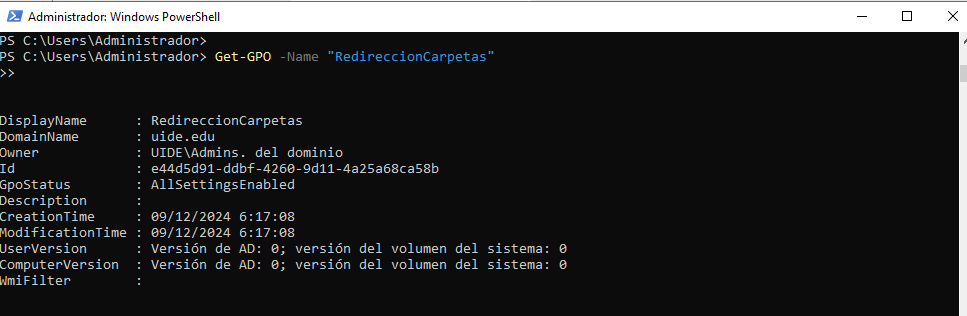 Administrador: Windows PowerShell
PS C:\Users\Administrador>
PS C:\Users\Administrador> Get-GPO -Name "RedireccionCarpetas"
>>
DisplayName      : RedireccionCarpetas
DomainName       : uide.edu
Owner            : UIDE\Admins. del dominio
Id               : e44d5d91-ddbf-4260-9d11-4a25a68ca58b
GpoStatus        : AllSettingsEnabled
Description      :
CreationTime     : 09/12/2024 6:17:08
ModificationTime : 09/12/2024 6:17:08
UserVersion      : Versión de AD: 0; versión del volumen del sistema: 0
ComputerVersion  : Versión de AD: 0; versión del volumen del sistema: 0
WmiFilter        :